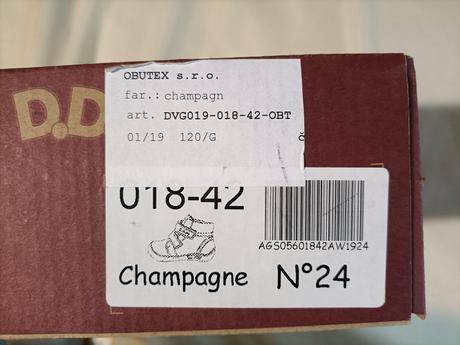 OBUTEX s.r.o.
far.: champagn
art. DVG019-018-42-OBT
01/19 120/G č
D.D
018-42
AGS05601842AW1924
Champagne N°24